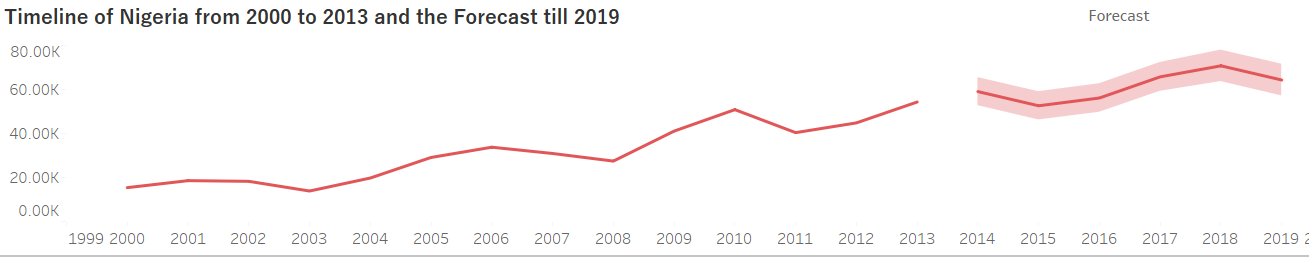 Timeline of Nigeria from 2000 to 2013 and the Forecast till 2019
Forecast
80.00K
60.00K
40.00K
20.00K
0.00K
1999 2000 2001 2002 2003 2004 2005 2006 2007 2008 2009 2010 2011 2012 2013 2014 2015 2016 2017 2018 2019